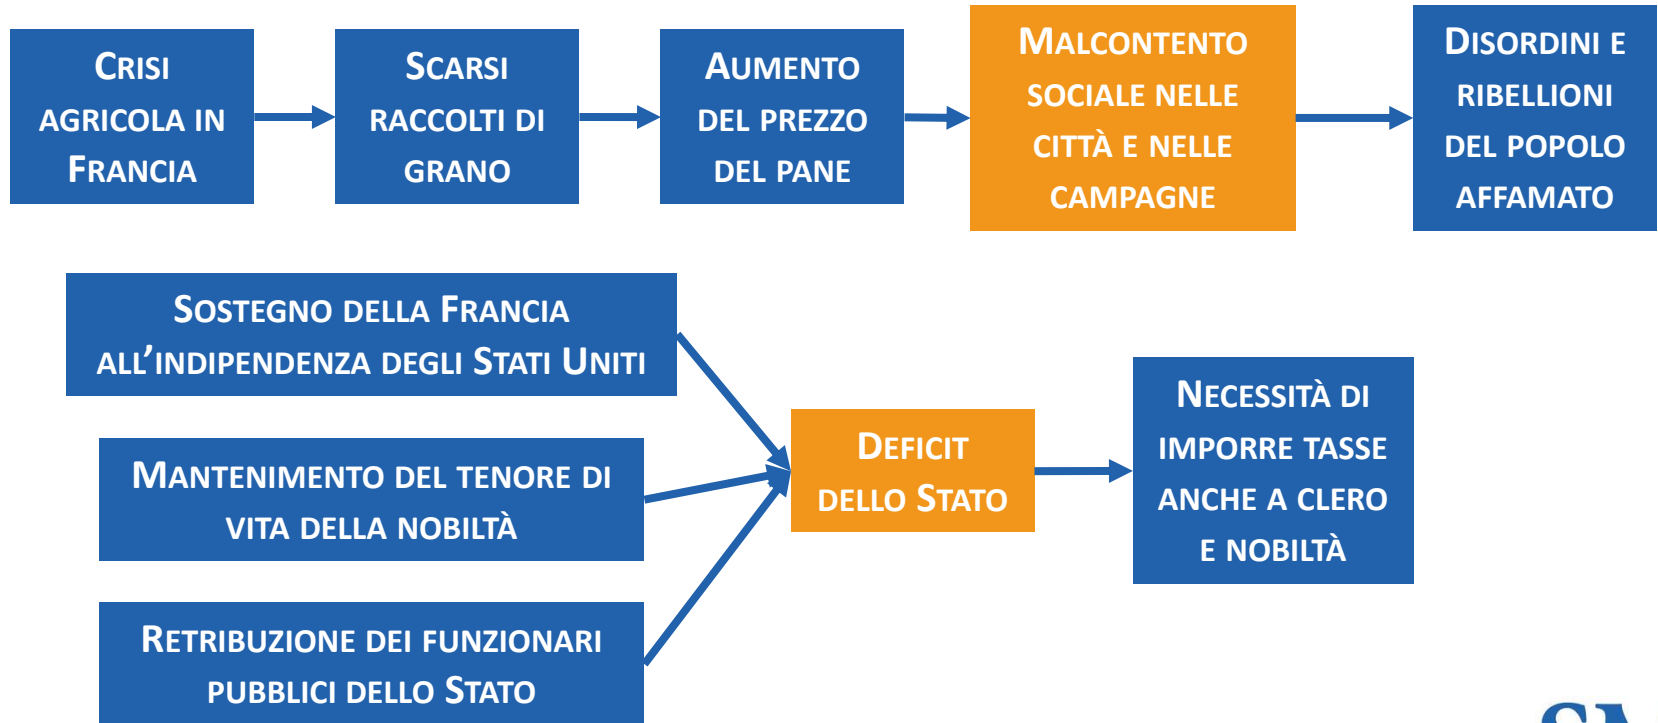 Crisi
agricola in
Francia
Scarsi
raccolti di
grano
Aumento
del prezzo
del pane
Malcontento
sociale nelle
città e nelle
campagne
Disordini e
ribellioni
del popolo
affamato
Sostegno della Francia
all’indipendenza degli Stati Uniti
Mantenimento del tenore di
vita della nobiltà
Retribuzione dei funzionari
pubblici dello Stato
Deficit
dello Stato
Necessità di
imporre tasse
anche a clero
e nobiltà